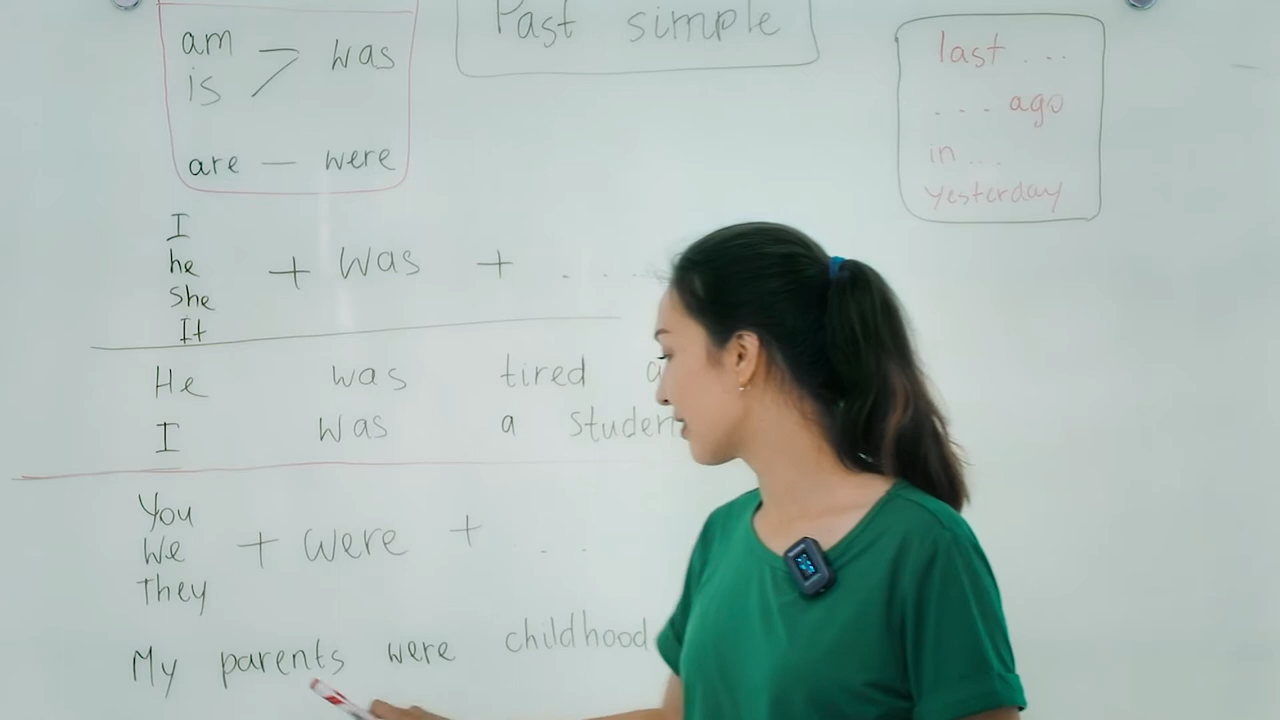 Past simple
am
is
was
are — were
last ...
... ago
in ...
yesterday
I
he
she
It
+ was + ....
He was tired
I was a
You
We
They
+ were + ...
My parents were childhood